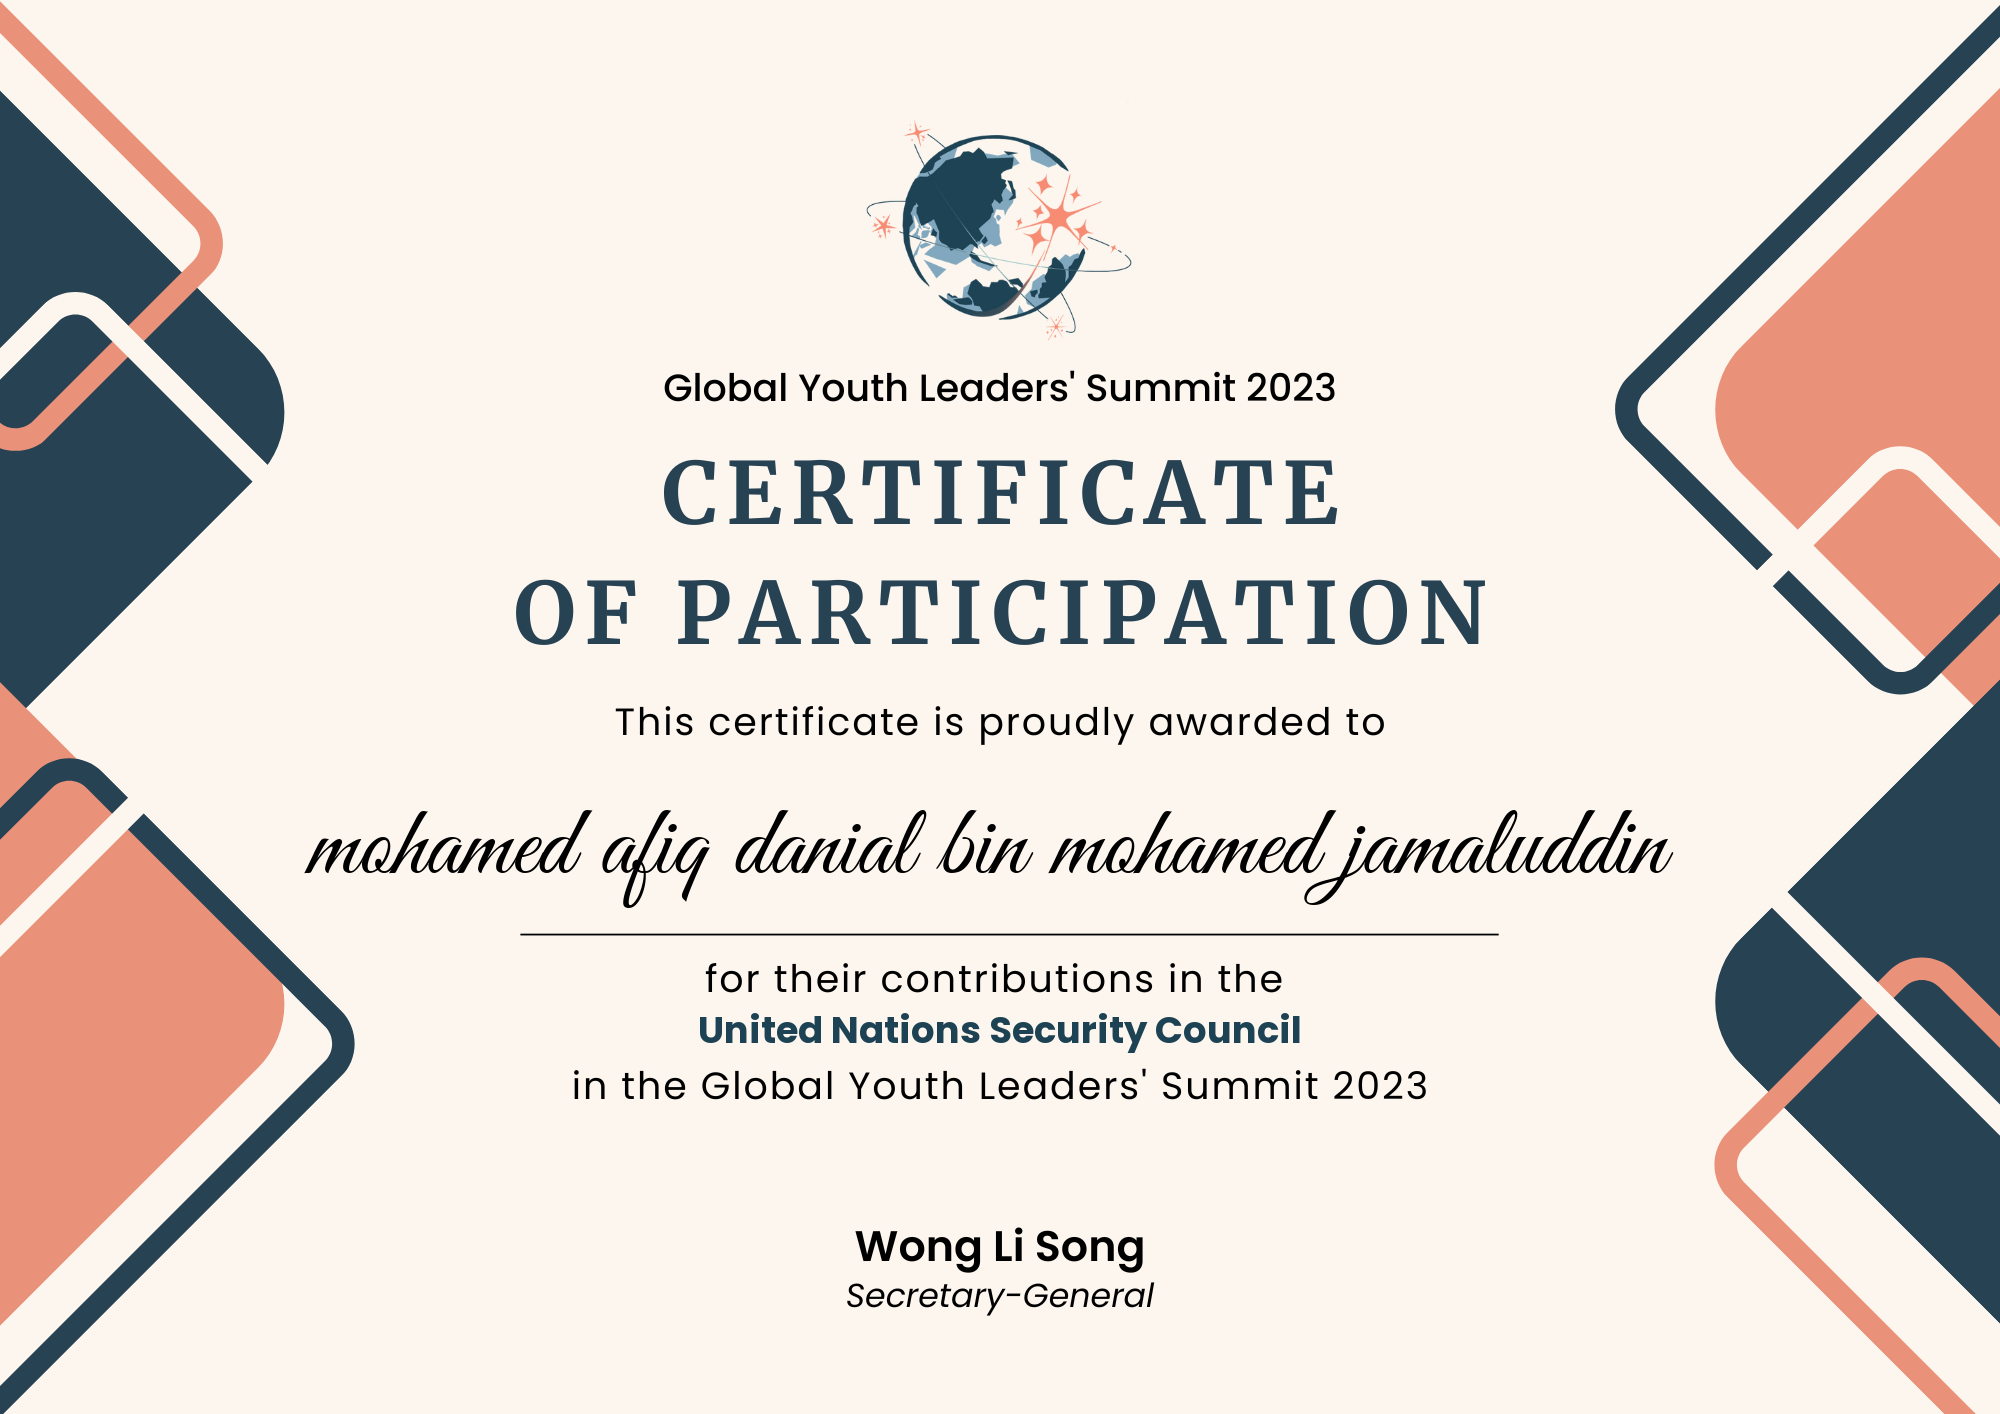 Global Youth Leaders' Summit 2023
CERTIFICATE
OF PARTICIPATION
This certificate is proudly awarded to
mohamed afiq danial bin mohamed jamaluddin
for their contributions in the
United Nations Security Council
in the Global Youth Leaders' Summit 2023
Wong Li Song
Secretary-General